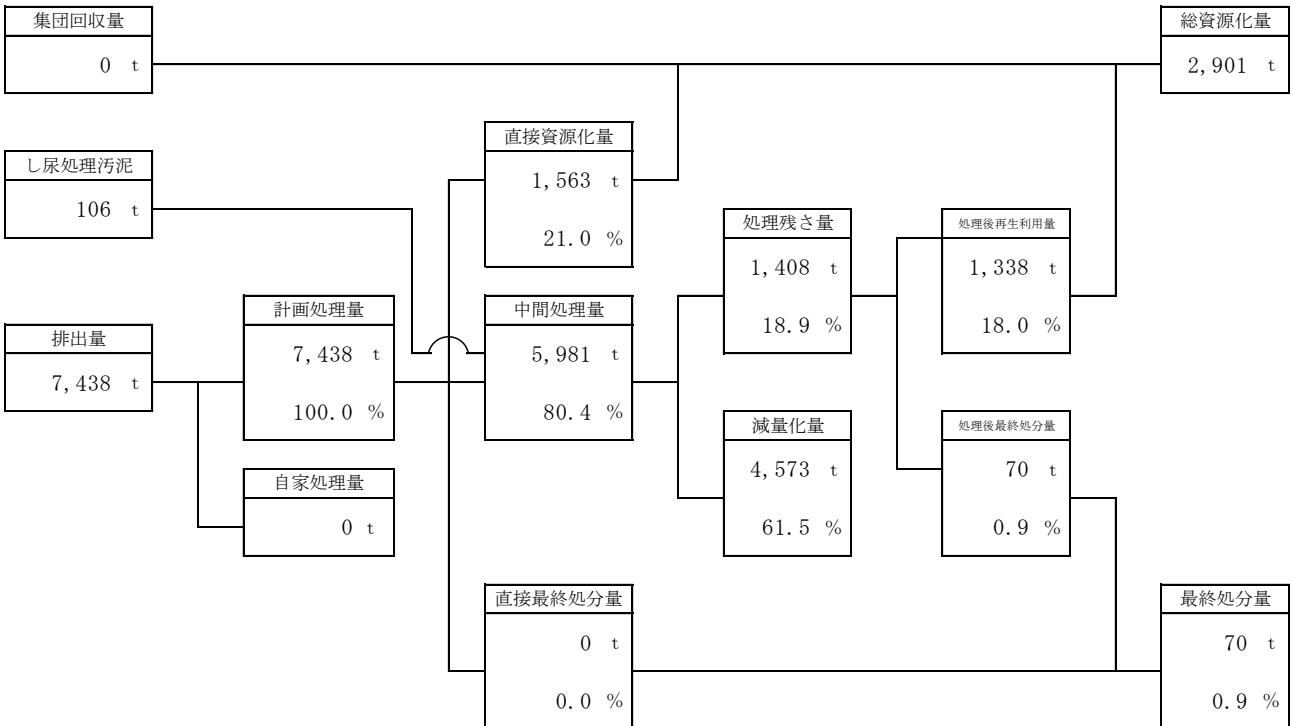 集団回収量
0 t
総資源化量
2,901 t
直接資源化量
1,563 t
21.0 %
し尿処理汚泥
106 t
処理残さ量
1,408 t
18.9 %
処理後再生利用量
1,338 t
18.0 %
計画処理量
7,438 t
100.0 %
中間処理量
5,981 t
80.4 %
排出量
7,438 t
減量化量
4,573 t
61.5 %
処理後最終処分量
70 t
0.9 %
自家処理量
0 t
直接最終処分量
0 t
0.0 %
最終処分量
70 t
0.9 %